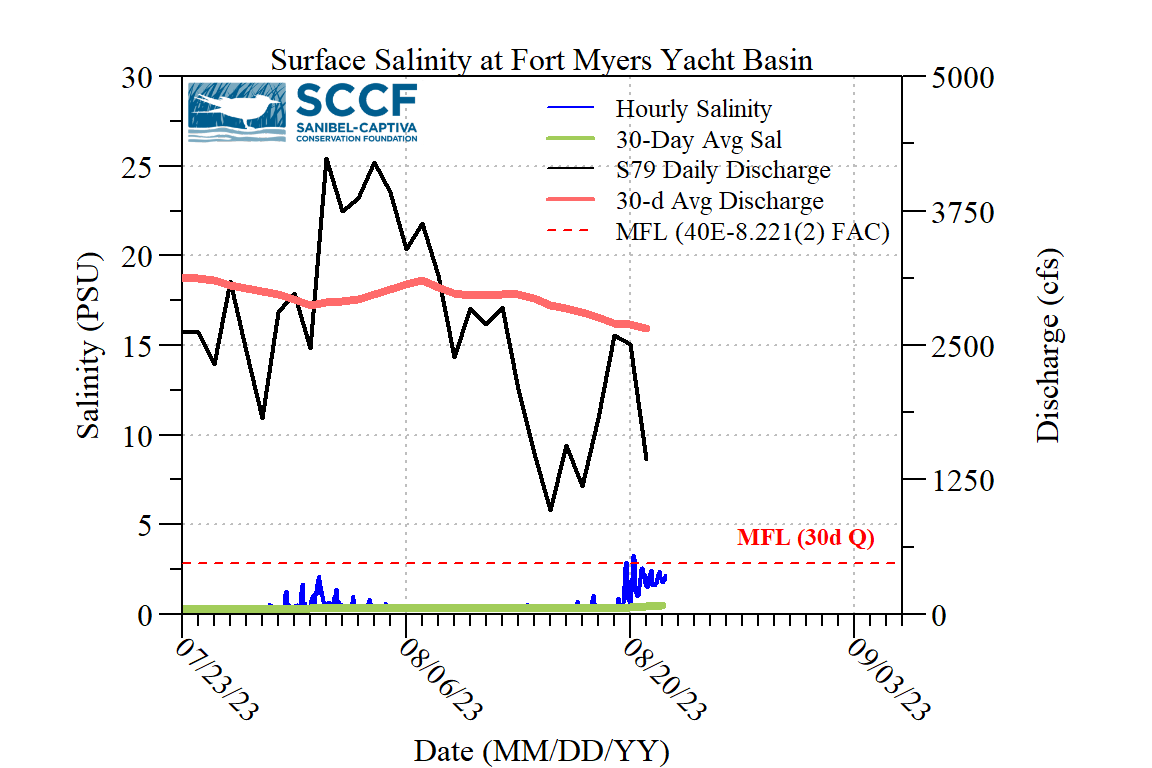 Surface Salinity at Fort Myers Yacht Basin
SCCF
SANIBEL-CAPTIVA
CONSERVATION FOUNDATION
Hourly Salinity
30-Day Avg Sal
S79 Daily Discharge
30-d Avg Discharge
MFL (40E-8.221(2) FAC)
MFL (30d Q)
Salinity (PSU)
30
25
20
15
10
5
0
Discharge (cfs)
5000
3750
2500
1250
0
07/23/23
08/06/23
08/20/23
09/03/23
Date (MM/DD/YY)